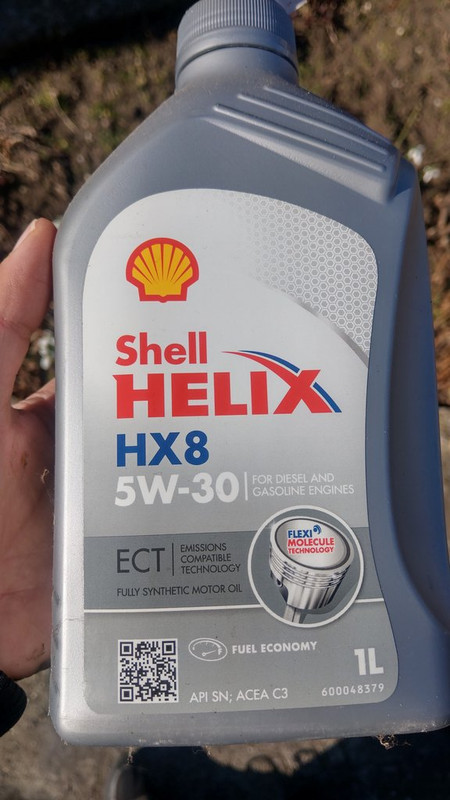 Shell
HELIX
HX8
5W-30
FOR DIESEL AND
GASOLINE ENGINES
FLEXI
MOLECULE
TECHNOLOGY
ECT
EMISSIONS
COMPATIBLE
TECHNOLOGY
FULLY SYNTHETIC MOTOR OIL
FUEL ECONOMY
1L
API SN; ACEA C3
600048379